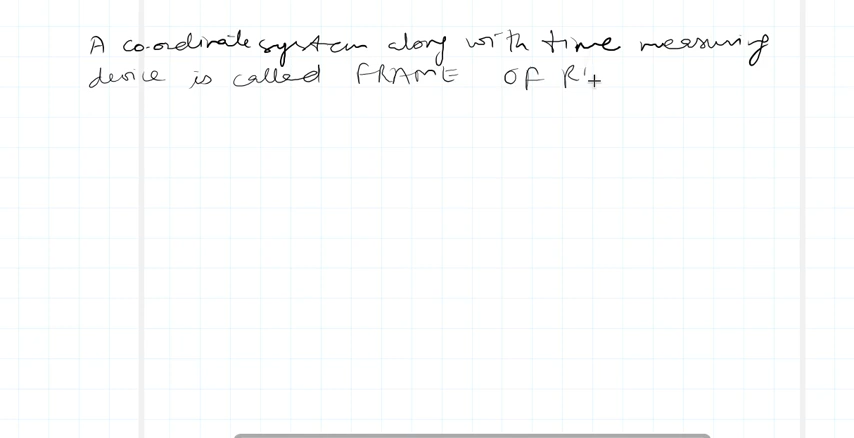 A co-ordinate system along with time measuring
device is called FRAME OF R